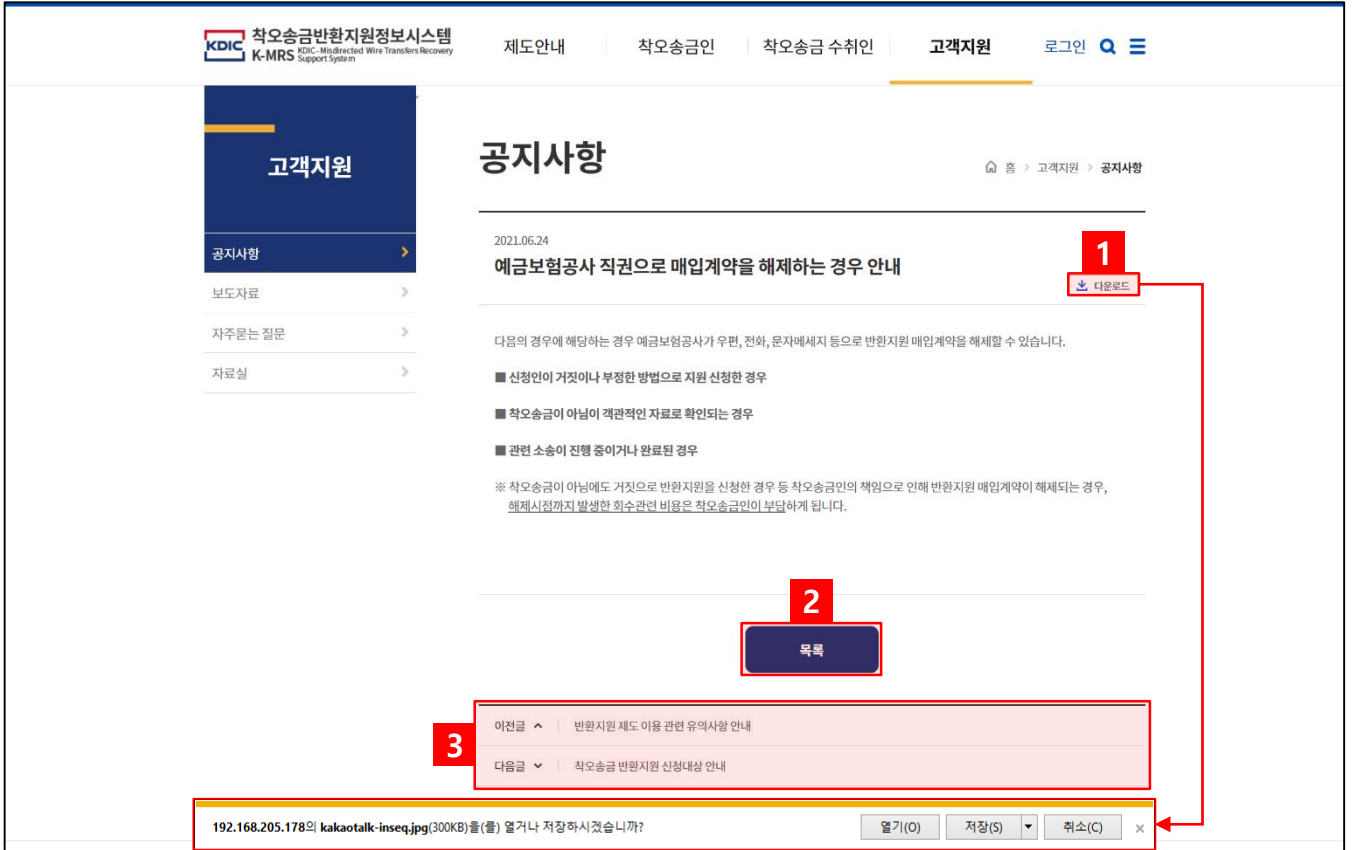 KDIC 착오송금반환지원정보시스템
K-MRS KDIC-Misdirected Wire Transfers Recovery Support System
제도안내 착오송금인 착오송금 수취인 고객지원 로그인
고객지원
공지사항
보도자료
자주묻는 질문
자료실
공지사항
홈 > 고객지원 > 공지사항
2021.06.24
예금보험공사 직권으로 매입계약을 해제하는 경우 안내
1
다운로드
다음의 경우에 해당하는 경우 예금보험공사가 우편, 전화, 문자메세지 등으로 반환지원 매입계약을 해제할 수 있습니다.
■ 신청인이 거짓이나 부정한 방법으로 지원 신청한 경우
■ 착오송금이 아님이 객관적인 자료로 확인되는 경우
■ 관련 소송이 진행 중이거나 완료된 경우
※ 착오송금이 아님에도 거짓으로 반환지원을 신청한 경우 등 착오송금인의 책임으로 인해 반환지원 매입계약이 해제되는 경우,
해제시점까지 발생한 회수관련 비용은 착오송금인이 부담하게 됩니다.
2
목록
3
이전글 반환지원 제도 이용 관련 유의사항 안내
다음글 착오송금 반환지원 신청대상 안내
192.168.205.178의 kakaotalk-inseq.jpg(300KB)을(를) 열거나 저장하시겠습니까? 열기(O) 저장(S) 취소(C) ×